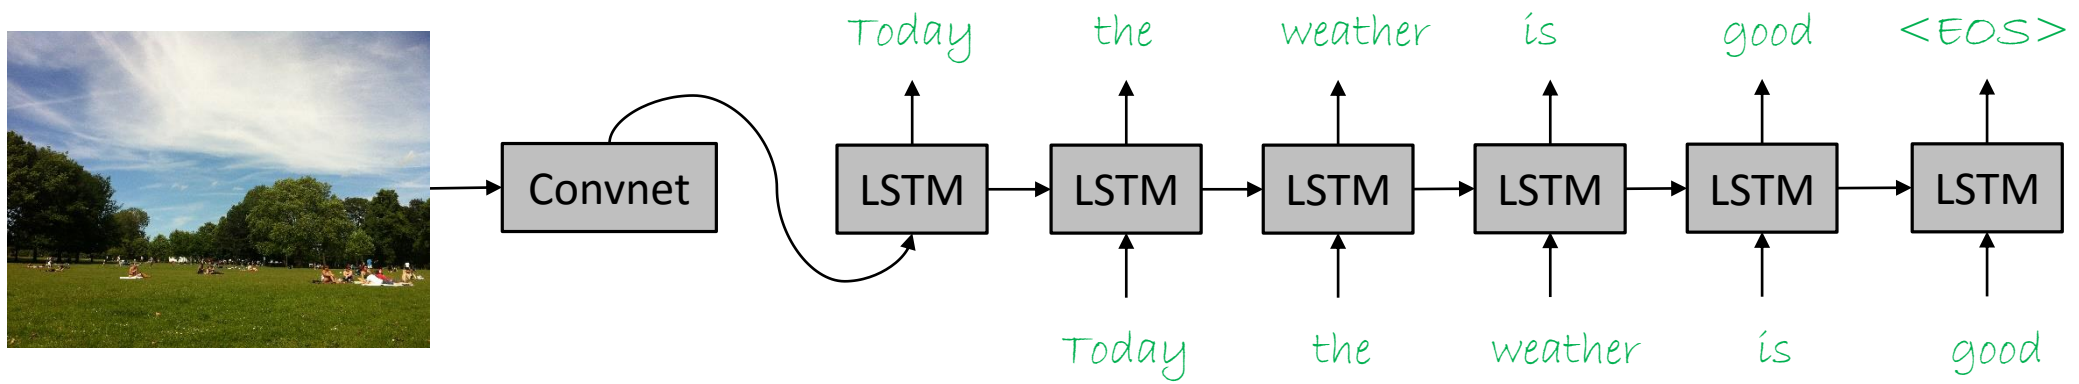 Today the weather is good <EOS>
Convnet LSTM LSTM LSTM LSTM LSTM LSTM
Today the weather is good